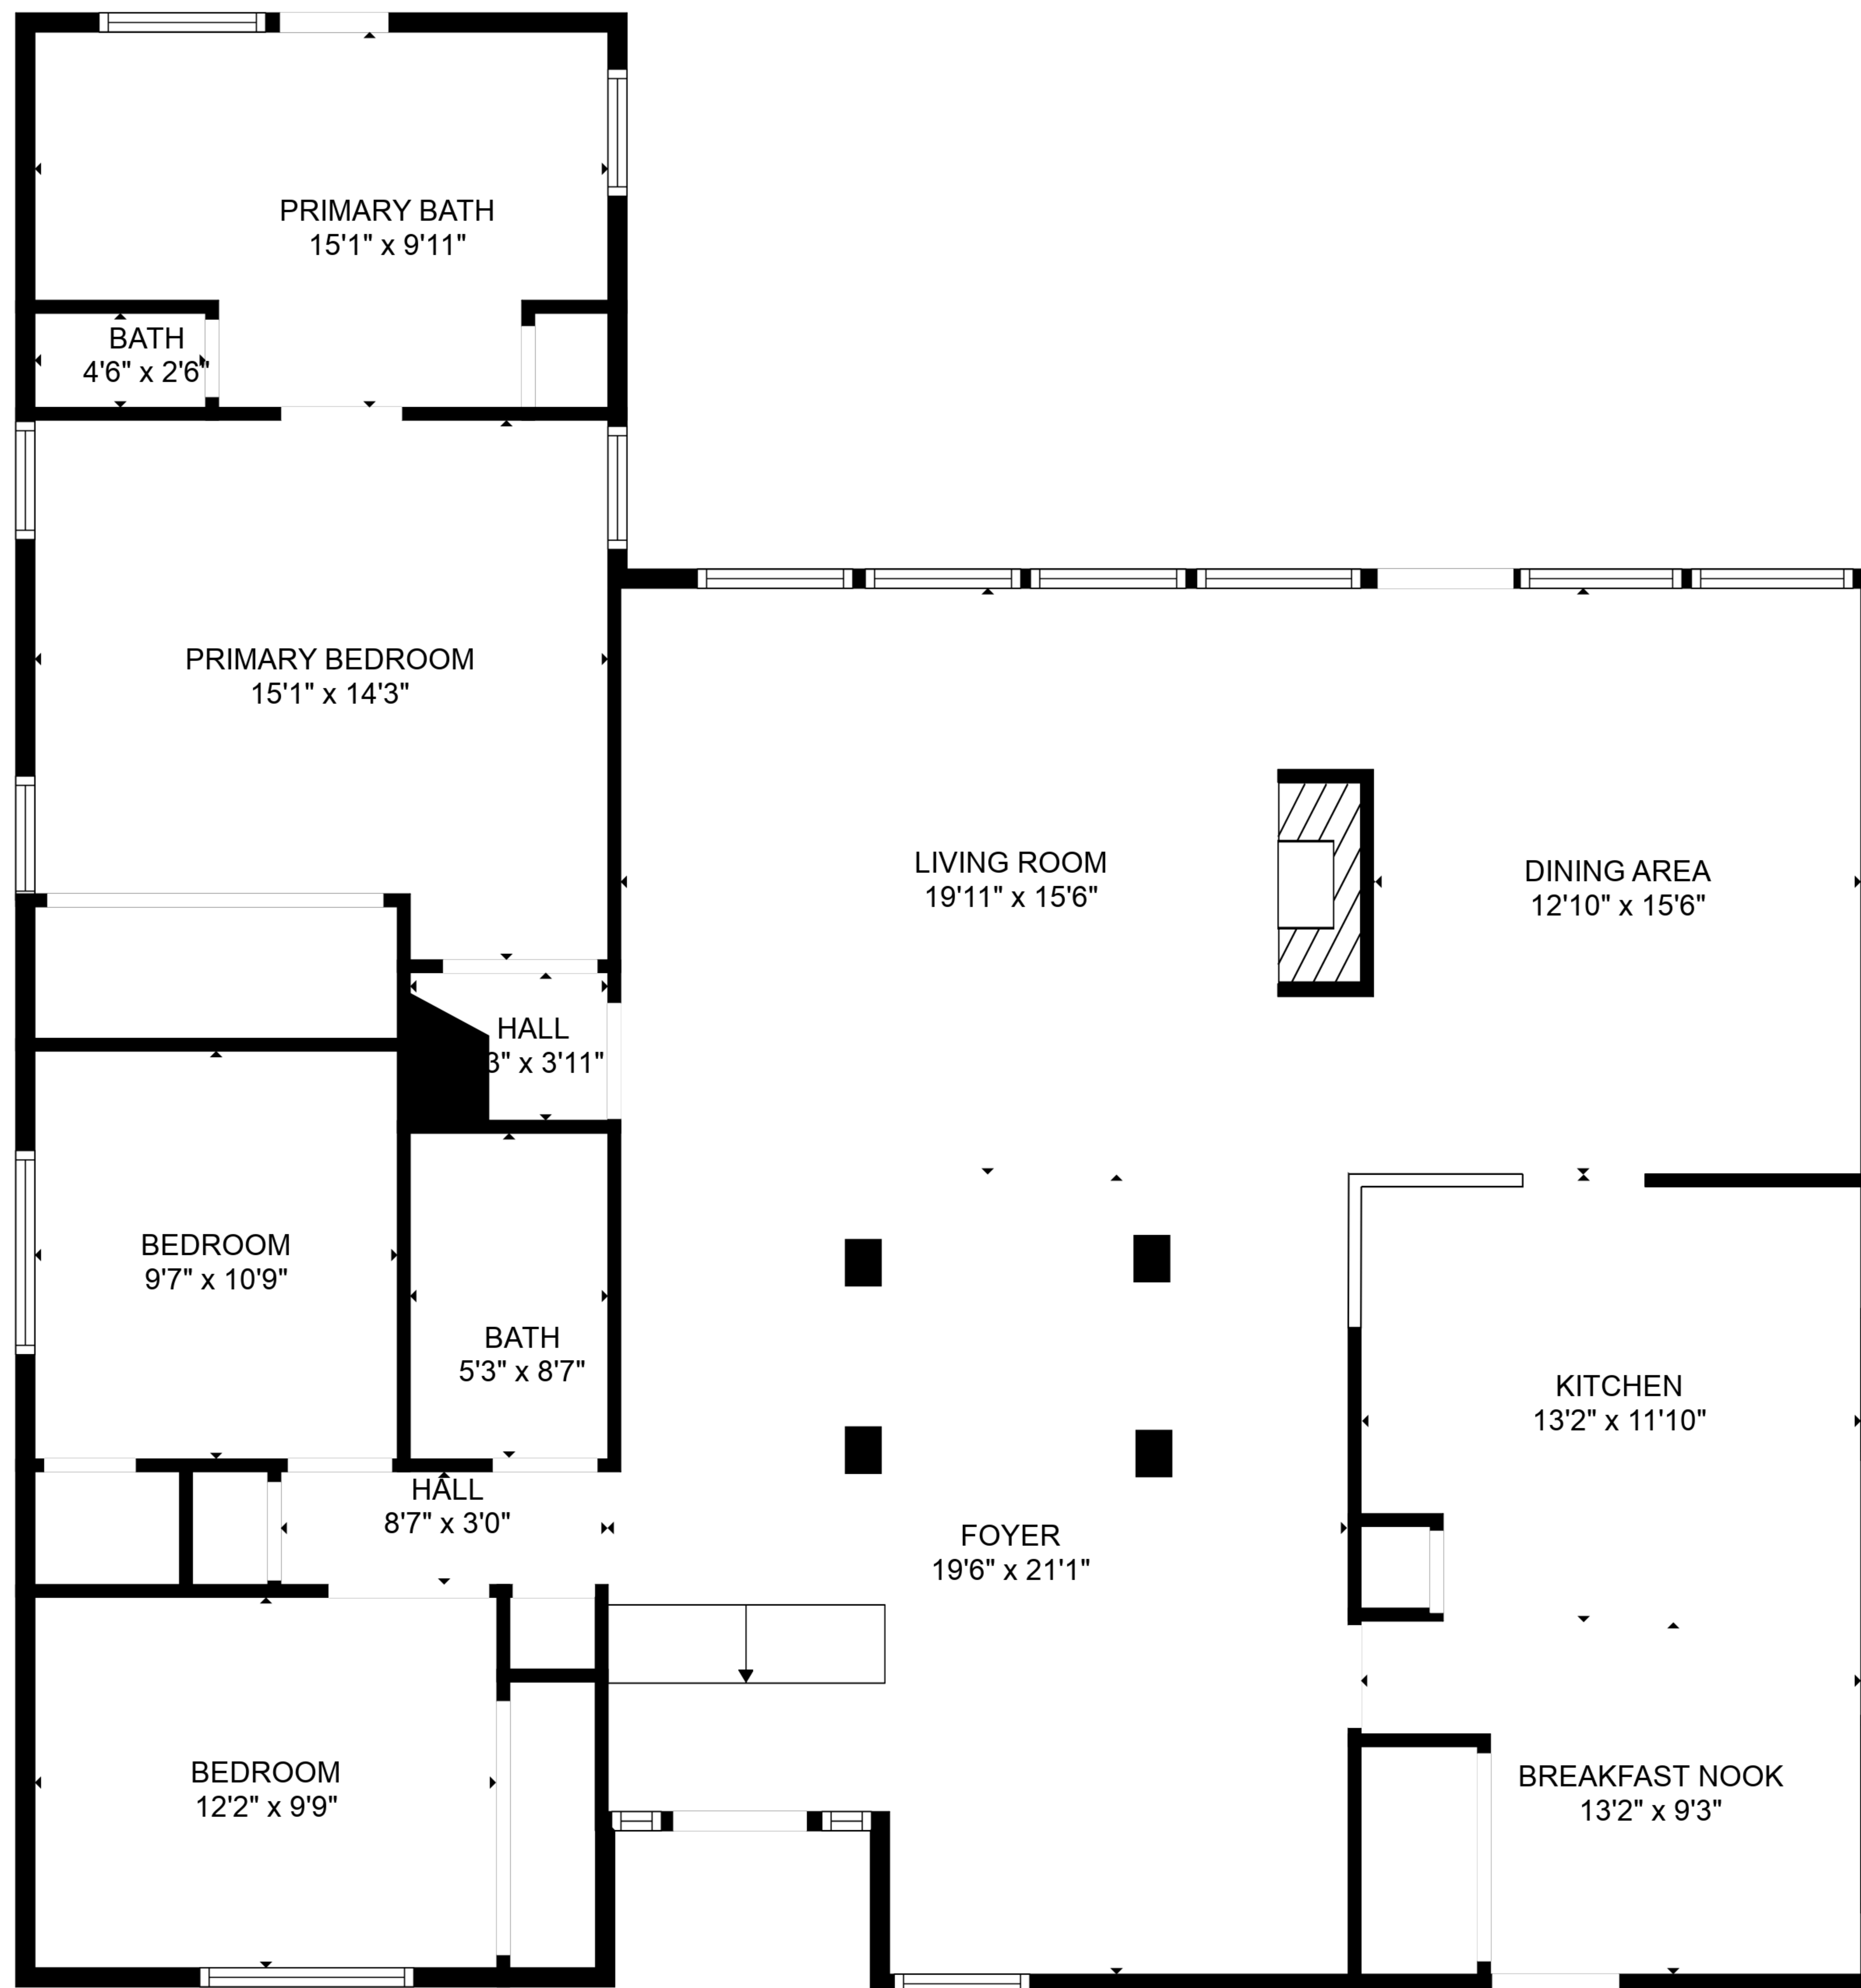 PRIMARY BATH
15'1" x 9'11"
BATH
4'6" x 2'6"
PRIMARY BEDROOM
15'1" x 14'3"
LIVING ROOM
19'11" x 15'6"
DINING AREA
12'10" x 15'6"
HALL
3" x 3'11"
BEDROOM
9'7" x 10'9"
BATH
5'3" x 8'7"
KITCHEN
13'2" x 11'10"
HALL
8'7" x 3'0"
FOYER
19'6" x 21'1"
BEDROOM
12'2" x 9'9"
BREAKFAST NOOK
13'2" x 9'3"